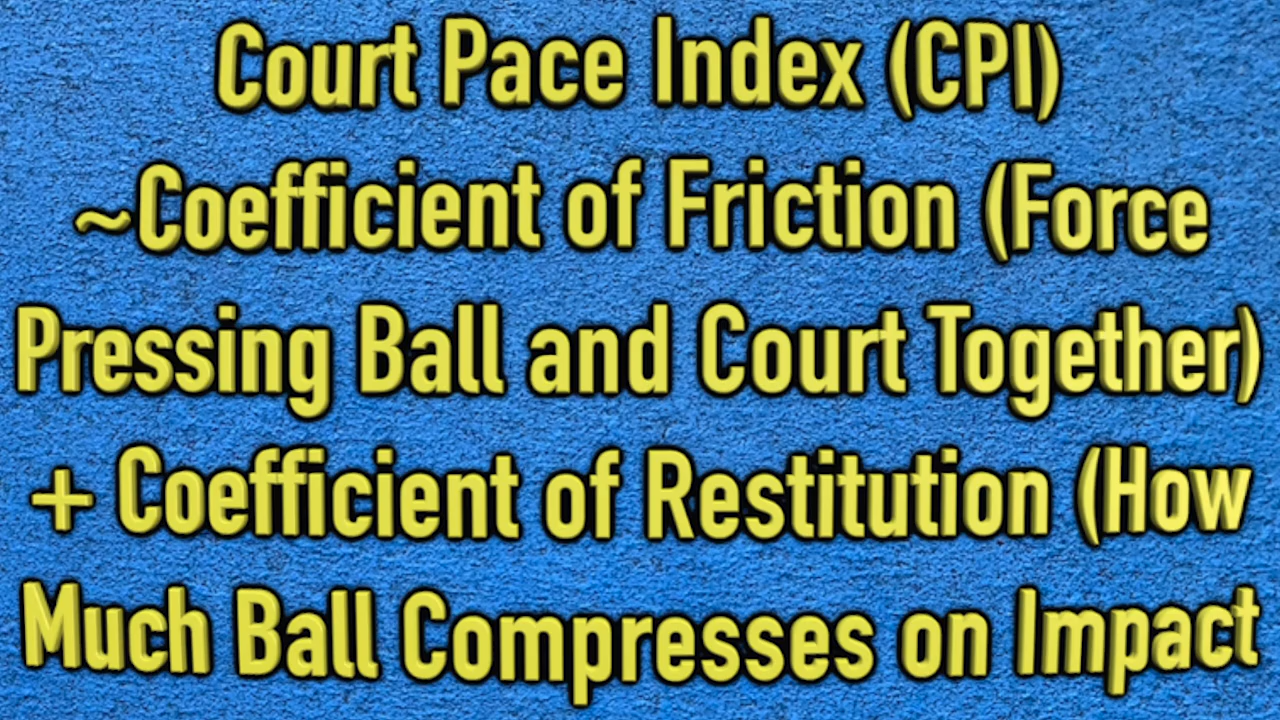 Court Pace Index (CPI)
~Coefficient of Friction (Force
Pressing Ball and Court Together)
+ Coefficient of Restitution (How
Much Ball Compresses on Impact